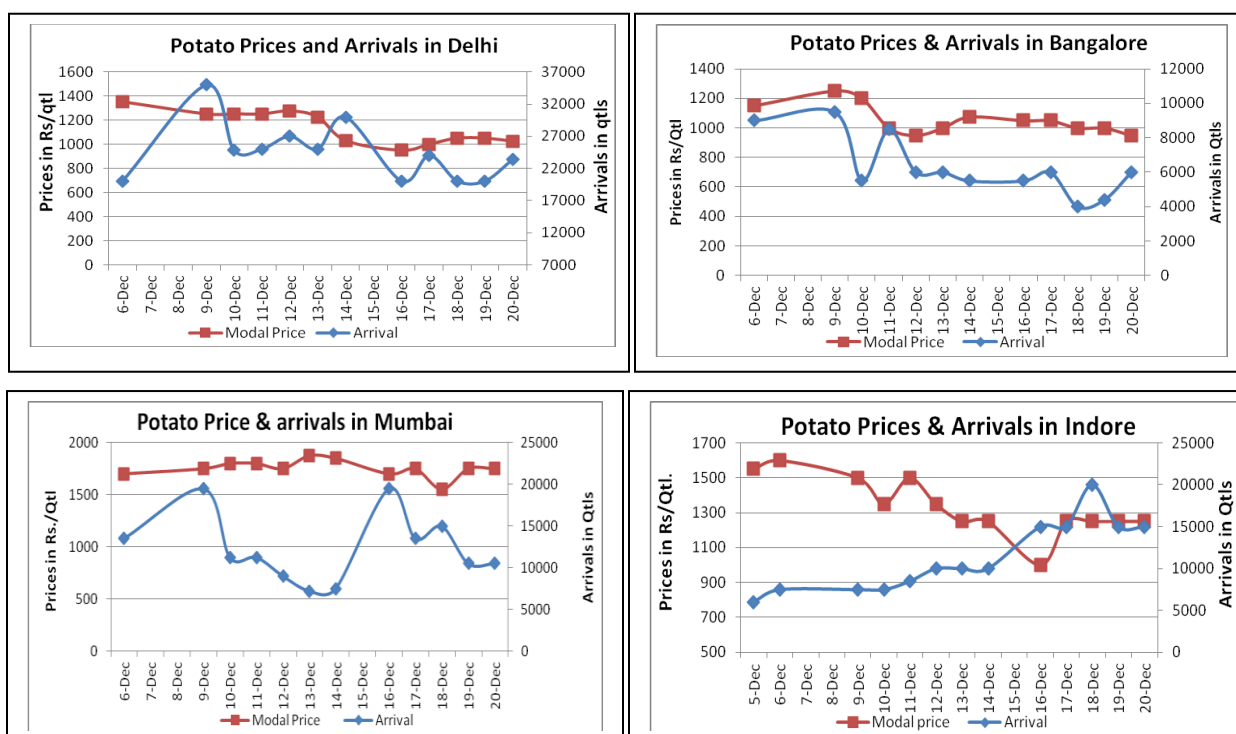 Potato Prices and Arrivals in Delhi
Prices in Rs/qtl
1600
1400
1200
1000
800
600
400
200
0
37000
32000
27000
22000
17000
12000
7000
Arrivals in qtls
6-Dec
7-Dec
8-Dec
9-Dec
10-Dec
11-Dec
12-Dec
13-Dec
14-Dec
15-Dec
16-Dec
17-Dec
18-Dec
19-Dec
20-Dec
Modal Price Arrival
Potato Prices & Arrivals in Bangalore
Prices in Rs/Qtl
1400
1200
1000
800
600
400
200
0
12000
10000
8000
6000
4000
2000
0
Arrivals in Qtls
6-Dec
7-Dec
8-Dec
9-Dec
10-Dec
11-Dec
12-Dec
13-Dec
14-Dec
15-Dec
16-Dec
17-Dec
18-Dec
19-Dec
20-Dec
Modal Price Arrival
Potato Price & arrivals in Mumbai
Prices in Rs./Qtl
2000
1500
1000
500
0
25000
20000
15000
10000
5000
0
Arrivals in Qtls
6-Dec
7-Dec
8-Dec
9-Dec
10-Dec
11-Dec
12-Dec
13-Dec
14-Dec
15-Dec
16-Dec
17-Dec
18-Dec
19-Dec
20-Dec
Modal Price Arrival
Potato Prices & Arrivals in Indore
Prices in Rs/Qtl.
1700
1500
1300
1100
900
700
500
25000
20000
15000
10000
5000
0
Arrivals in Qtls
5-Dec
6-Dec
7-Dec
8-Dec
9-Dec
10-Dec
11-Dec
12-Dec
13-Dec
14-Dec
15-Dec
16-Dec
17-Dec
18-Dec
19-Dec
20-Dec
Modal price Arrival